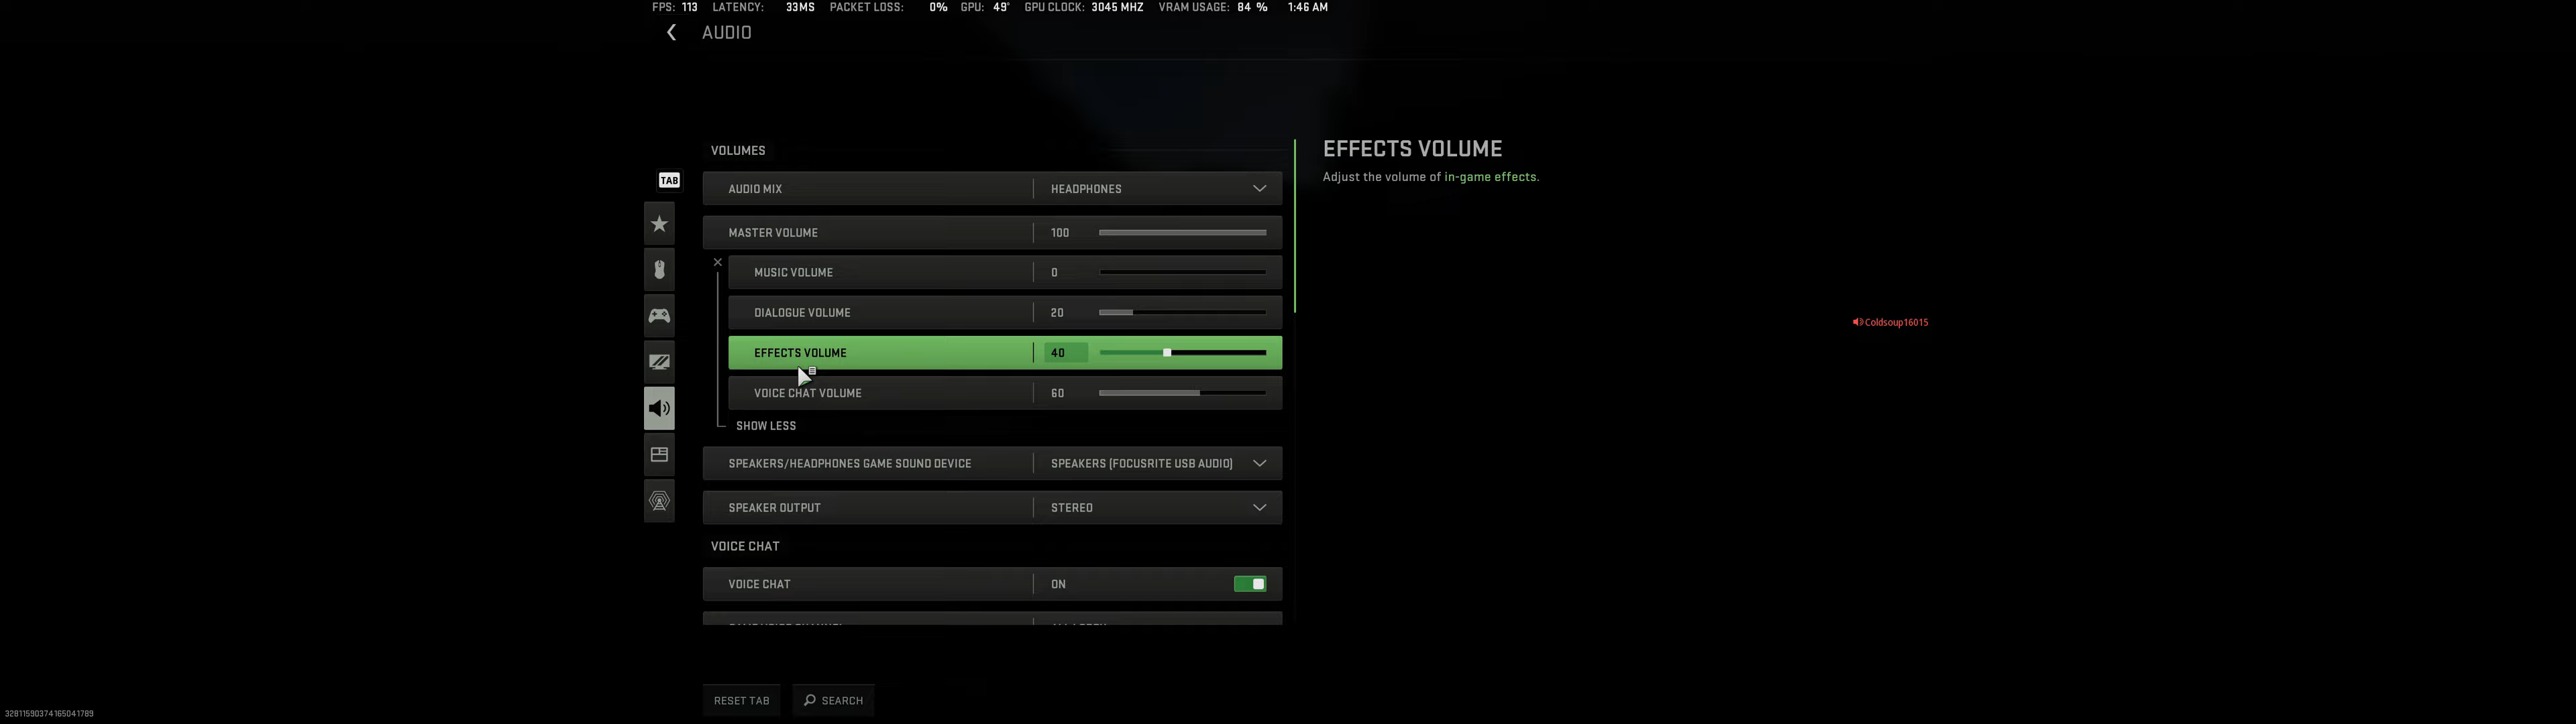 FPS: 113 LATENCY: 33MS PACKET LOSS: 0% GPU: 49° GPU CLOCK: 3045 MHZ VRAM USAGE: 84 % 1:46 AM
AUDIO
VOLUMES
TAB
AUDIO MIX HEADPHONES
MASTER VOLUME 100
MUSIC VOLUME 0
DIALOGUE VOLUME 20
EFFECTS VOLUME 40
VOICE CHAT VOLUME 60
SHOW LESS
SPEAKERS/HEADPHONES GAME SOUND DEVICE SPEAKERS (FOCUSRITE USB AUDIO)
SPEAKER OUTPUT STEREO
VOICE CHAT
VOICE CHAT ON
RESET TAB SEARCH
EFFECTS VOLUME
Adjust the volume of in-game effects.
Coldsoup16015
32811590374165041789